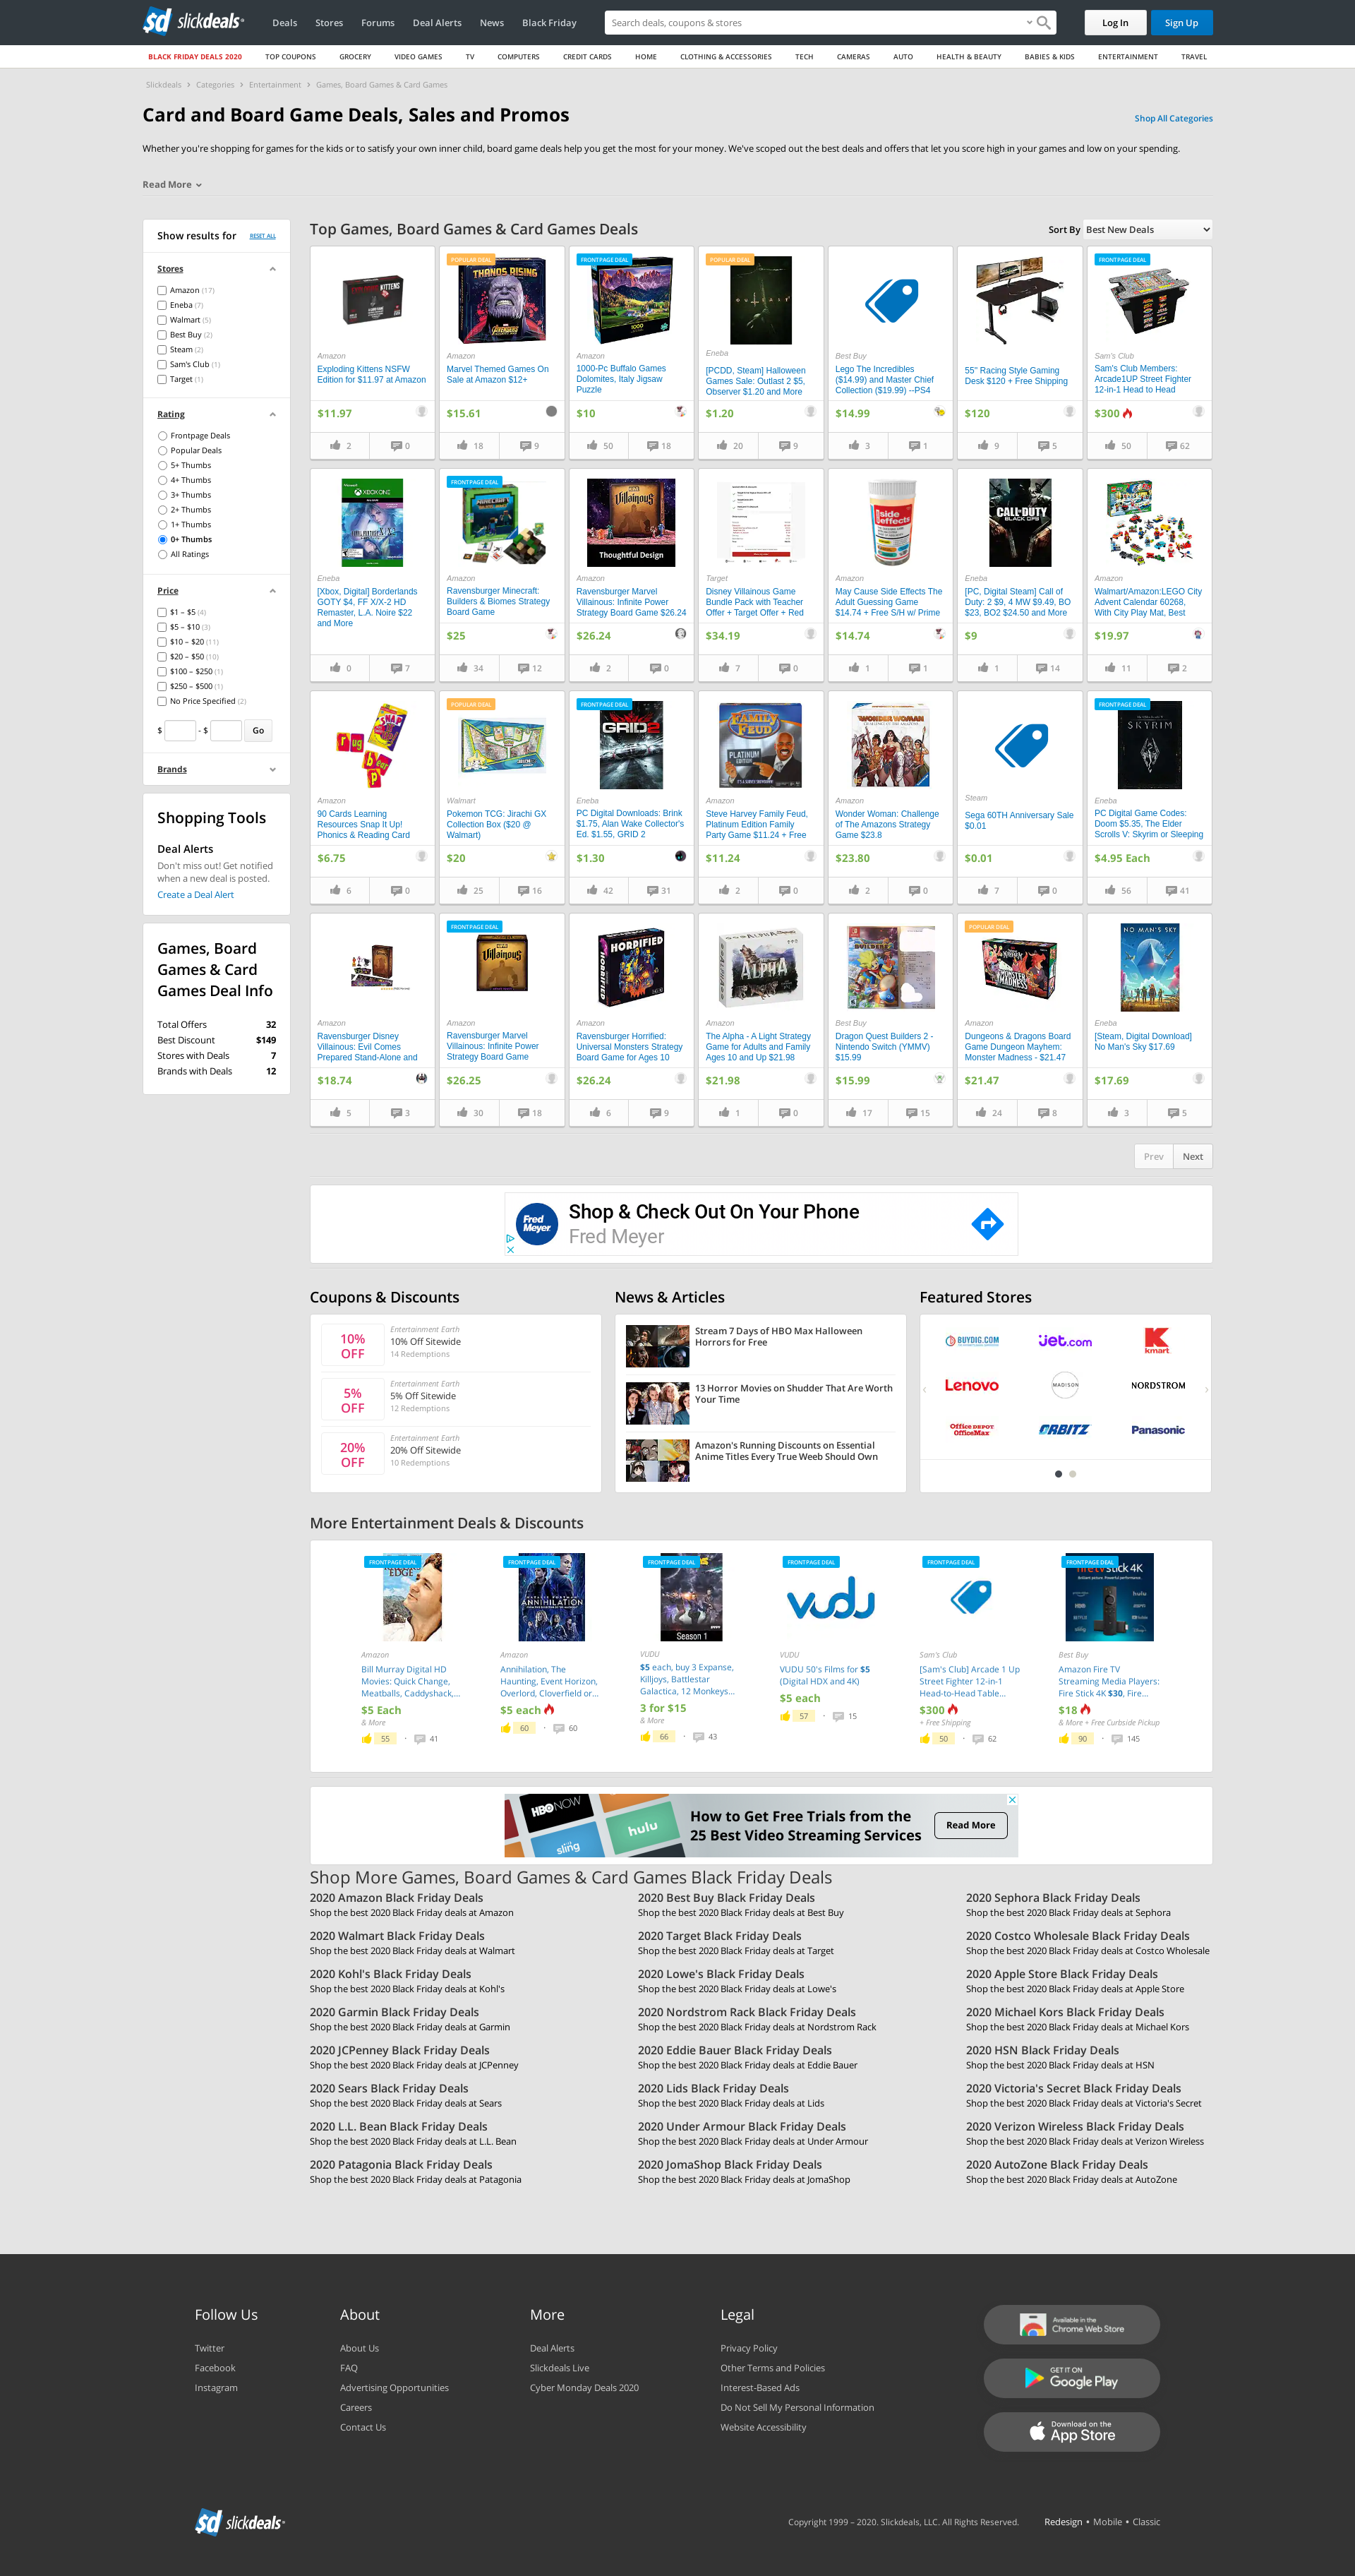 slickdeals
Deals Stores Forums Deal Alerts News Black Friday
Search deals, coupons & stores
Log In Sign Up
BLACK FRIDAY DEALS 2020 TOP COUPONS GROCERY VIDEO GAMES TV COMPUTERS CREDIT CARDS HOME CLOTHING & ACCESSORIES TECH CAMERAS AUTO HEALTH & BEAUTY BABIES & KIDS ENTERTAINMENT TRAVEL
Slickdeals › Categories › Entertainment › Games, Board Games & Card Games
Card and Board Game Deals, Sales and Promos
Shop All Categories
Whether you're shopping for games for the kids or to satisfy your own inner child, board game deals help you get the most for your money. We've scoped out the best deals and offers that let you score high in your games and low on your spending.
Read More
Show results for RESET ALL
Stores
Amazon (17)
Eneba (7)
Walmart (5)
Best Buy (2)
Steam (2)
Sam's Club (1)
Target (1)
Rating
Frontpage Deals
Popular Deals
5+ Thumbs
4+ Thumbs
3+ Thumbs
2+ Thumbs
1+ Thumbs
0+ Thumbs
All Ratings
Price
$1 – $5 (4)
$5 – $10 (3)
$10 – $20 (11)
$20 – $50 (10)
$100 – $250 (1)
$250 – $500 (1)
No Price Specified (2)
$ - $ Go
Brands
Shopping Tools
Deal Alerts
Don't miss out! Get notified
when a new deal is posted.
Create a Deal Alert
Games, Board
Games & Card
Games Deal Info
Total Offers 32
Best Discount $149
Stores with Deals 7
Brands with Deals 12
Top Games, Board Games & Card Games Deals
Sort By Best New Deals
Amazon
Exploding Kittens NSFW
Edition for $11.97 at Amazon
$11.97
2 0
POPULAR DEAL
THANOS RISING
Amazon
Marvel Themed Games On
Sale at Amazon $12+
$15.61
18 9
FRONTPAGE DEAL
Amazon
1000-Pc Buffalo Games
Dolomites, Italy Jigsaw
Puzzle
$10
50 18
POPULAR DEAL
OUTLAST
Eneba
[PCDD, Steam] Halloween
Games Sale: Outlast 2 $5,
Observer $1.20 and More
$1.20
20 9
Best Buy
Lego The Incredibles
($14.99) and Master Chief
Collection ($19.99) --PS4
$14.99
3 1
55" Racing Style Gaming
Desk $120 + Free Shipping
$120
9 5
FRONTPAGE DEAL
Sam's Club
Sam's Club Members:
Arcade1UP Street Fighter
12-in-1 Head to Head
$300
50 62
XBOX ONE
Eneba
[Xbox, Digital] Borderlands
GOTY $4, FF X/X-2 HD
Remaster, L.A. Noire $22
and More
0 7
FRONTPAGE DEAL
MINECRAFT
Amazon
Ravensburger Minecraft:
Builders & Biomes Strategy
Board Game
$25
34 12
Villainous
Thoughtful Design
Amazon
Ravensburger Marvel
Villainous: Infinite Power
Strategy Board Game $26.24
$26.24
2 0
Target
Disney Villainous Game
Bundle Pack with Teacher
Offer + Target Offer + Red
$34.19
7 0
side effects
Amazon
May Cause Side Effects The
Adult Guessing Game
$14.74 + Free S/H w/ Prime
$14.74
1 1
CALL OF DUTY
BLACK OPS
Eneba
[PC, Digital Steam] Call of
Duty: 2 $9, 4 MW $9.49, BO
$23, BO2 $24.50 and More
$9
1 14
Amazon
Walmart/Amazon:LEGO City
Advent Calendar 60268,
With City Play Mat, Best
$19.97
11 2
Amazon
90 Cards Learning
Resources Snap It Up!
Phonics & Reading Card
$6.75
6 0
POPULAR DEAL
Walmart
Pokemon TCG: Jirachi GX
Collection Box ($20 @
Walmart)
$20
25 16
FRONTPAGE DEAL
GRID 2
Eneba
PC Digital Downloads: Brink
$1.75, Alan Wake Collector's
Ed. $1.55, GRID 2
$1.30
42 31
FAMILY FEUD
PLATINUM EDITION
Amazon
Steve Harvey Family Feud,
Platinum Edition Family
Party Game $11.24 + Free
$11.24
2 0
WONDER WOMAN
Amazon
Wonder Woman: Challenge
of The Amazons Strategy
Game $23.8
$23.80
2 0
Steam
Sega 60TH Anniversary Sale
$0.01
$0.01
7 0
FRONTPAGE DEAL
SKYRIM
Eneba
PC Digital Game Codes:
Doom $5.35, The Elder
Scrolls V: Skyrim or Sleeping
$4.95 Each
56 41
Amazon
Ravensburger Disney
Villainous: Evil Comes
Prepared Stand-Alone and
$18.74
5 3
FRONTPAGE DEAL
Villainous
Amazon
Ravensburger Marvel
Villainous: Infinite Power
Strategy Board Game
$26.25
30 18
HORRIFIED
Amazon
Ravensburger Horrified:
Universal Monsters Strategy
Board Game for Ages 10
$26.24
6 9
ALPHA
Amazon
The Alpha - A Light Strategy
Game for Adults and Family
Ages 10 and Up $21.98
$21.98
1 0
BUILDERS
Best Buy
Dragon Quest Builders 2 -
Nintendo Switch (YMMV)
$15.99
$15.99
17 15
POPULAR DEAL
MONSTER MADNESS
Amazon
Dungeons & Dragons Board
Game Dungeon Mayhem:
Monster Madness - $21.47
$21.47
24 8
NO MAN'S SKY
Eneba
[Steam, Digital Download]
No Man's Sky $17.69
$17.69
3 5
Prev Next
Fred Meyer
Shop & Check Out On Your Phone
Fred Meyer
Coupons & Discounts
10% OFF
Entertainment Earth
10% Off Sitewide
14 Redemptions
5% OFF
Entertainment Earth
5% Off Sitewide
12 Redemptions
20% OFF
Entertainment Earth
20% Off Sitewide
10 Redemptions
News & Articles
Stream 7 Days of HBO Max Halloween
Horrors for Free
13 Horror Movies on Shudder That Are Worth
Your Time
Amazon's Running Discounts on Essential
Anime Titles Every True Weeb Should Own
Featured Stores
BUYDIG.COM jet.com kmart
Lenovo MADISON NORDSTROM
Office DEPOT OfficeMax ORBITZ Panasonic
More Entertainment Deals & Discounts
FRONTPAGE DEAL
EDGE
Amazon
Bill Murray Digital HD
Movies: Quick Change,
Meatballs, Caddyshack,...
$5 Each
& More
55 · 41
FRONTPAGE DEAL
ANNIHILATION
Amazon
Annihilation, The
Haunting, Event Horizon,
Overlord, Cloverfield or...
$5 each
60 · 60
FRONTPAGE DEAL
Season 1
VUDU
$5 each, buy 3 Expanse,
Killjoys, Battlestar
Galactica, 12 Monkeys...
3 for $15
& More
66 · 43
FRONTPAGE DEAL
vudu
VUDU
VUDU 50's Films for $5
(Digital HDX and 4K)
$5 each
57 · 15
FRONTPAGE DEAL
Sam's Club
[Sam's Club] Arcade 1 Up
Street Fighter 12-in-1
Head-to-Head Table...
$300
+ Free Shipping
50 · 62
FRONTPAGE DEAL
fire tv stick 4K
Best Buy
Amazon Fire TV
Streaming Media Players:
Fire Stick 4K $30, Fire...
$18
& More + Free Curbside Pickup
90 · 145
HBO NOW
sling
hulu
How to Get Free Trials from the
25 Best Video Streaming Services
Read More
Shop More Games, Board Games & Card Games Black Friday Deals
2020 Amazon Black Friday Deals
Shop the best 2020 Black Friday deals at Amazon
2020 Best Buy Black Friday Deals
Shop the best 2020 Black Friday deals at Best Buy
2020 Sephora Black Friday Deals
Shop the best 2020 Black Friday deals at Sephora
2020 Walmart Black Friday Deals
Shop the best 2020 Black Friday deals at Walmart
2020 Target Black Friday Deals
Shop the best 2020 Black Friday deals at Target
2020 Costco Wholesale Black Friday Deals
Shop the best 2020 Black Friday deals at Costco Wholesale
2020 Kohl's Black Friday Deals
Shop the best 2020 Black Friday deals at Kohl's
2020 Lowe's Black Friday Deals
Shop the best 2020 Black Friday deals at Lowe's
2020 Apple Store Black Friday Deals
Shop the best 2020 Black Friday deals at Apple Store
2020 Garmin Black Friday Deals
Shop the best 2020 Black Friday deals at Garmin
2020 Nordstrom Rack Black Friday Deals
Shop the best 2020 Black Friday deals at Nordstrom Rack
2020 Michael Kors Black Friday Deals
Shop the best 2020 Black Friday deals at Michael Kors
2020 JCPenney Black Friday Deals
Shop the best 2020 Black Friday deals at JCPenney
2020 Eddie Bauer Black Friday Deals
Shop the best 2020 Black Friday deals at Eddie Bauer
2020 HSN Black Friday Deals
Shop the best 2020 Black Friday deals at HSN
2020 Sears Black Friday Deals
Shop the best 2020 Black Friday deals at Sears
2020 Lids Black Friday Deals
Shop the best 2020 Black Friday deals at Lids
2020 Victoria's Secret Black Friday Deals
Shop the best 2020 Black Friday deals at Victoria's Secret
2020 L.L. Bean Black Friday Deals
Shop the best 2020 Black Friday deals at L.L. Bean
2020 Under Armour Black Friday Deals
Shop the best 2020 Black Friday deals at Under Armour
2020 Verizon Wireless Black Friday Deals
Shop the best 2020 Black Friday deals at Verizon Wireless
2020 Patagonia Black Friday Deals
Shop the best 2020 Black Friday deals at Patagonia
2020 JomaShop Black Friday Deals
Shop the best 2020 Black Friday deals at JomaShop
2020 AutoZone Black Friday Deals
Shop the best 2020 Black Friday deals at AutoZone
Follow Us
Twitter
Facebook
Instagram
About
About Us
FAQ
Advertising Opportunities
Careers
Contact Us
More
Deal Alerts
Slickdeals Live
Cyber Monday Deals 2020
Legal
Privacy Policy
Other Terms and Policies
Interest-Based Ads
Do Not Sell My Personal Information
Website Accessibility
Available in the
Chrome Web Store
GET IT ON
Google Play
Download on the
App Store
slickdeals
Copyright 1999 – 2020. Slickdeals, LLC. All Rights Reserved. Redesign • Mobile • Classic